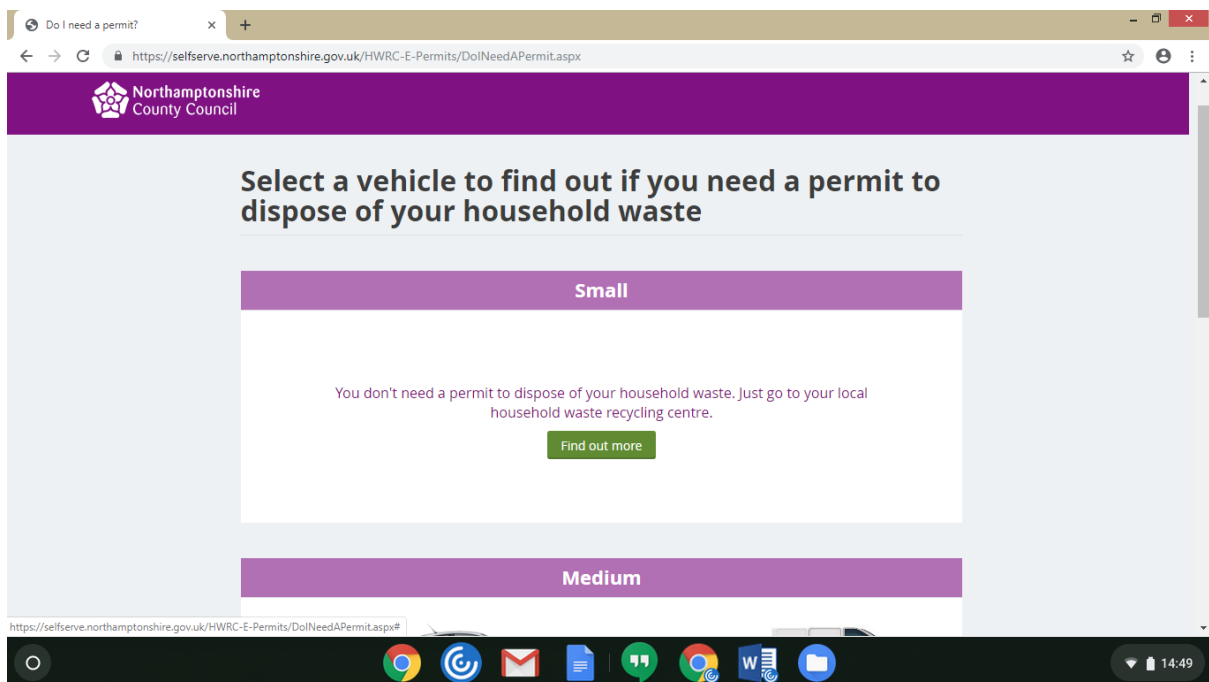 Do I need a permit?
https://selfserve.northamptonshire.gov.uk/HWRC-E-Permits/DoINeedAPermit.aspx
Northamptonshire
County Council
Select a vehicle to find out if you need a permit to
dispose of your household waste
Small
You don't need a permit to dispose of your household waste. Just go to your local
household waste recycling centre.
Find out more
Medium
https://selfserve.northamptonshire.gov.uk/HWRC-E-Permits/DoINeedAPermit.aspx#
W
14:49